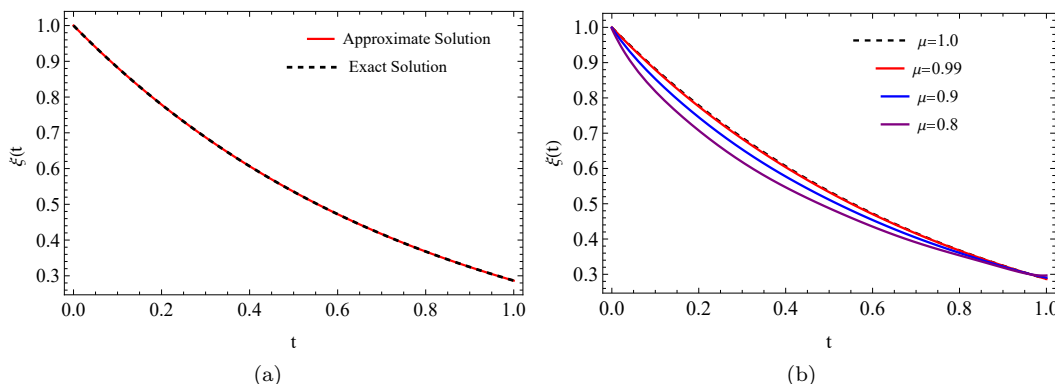 1.0
0.9
0.8
0.7
0.6
0.5
0.4
0.3
ξ(t
Approximate Solution
Exact Solution
0.0 0.2 0.4 0.6 0.8 1.0
t
(a)
1.0
0.9
0.8
0.7
0.6
0.5
0.4
0.3
ξ(t)
μ=1.0
μ=0.99
μ=0.9
μ=0.8
0.0 0.2 0.4 0.6 0.8 1.0
t
(b)